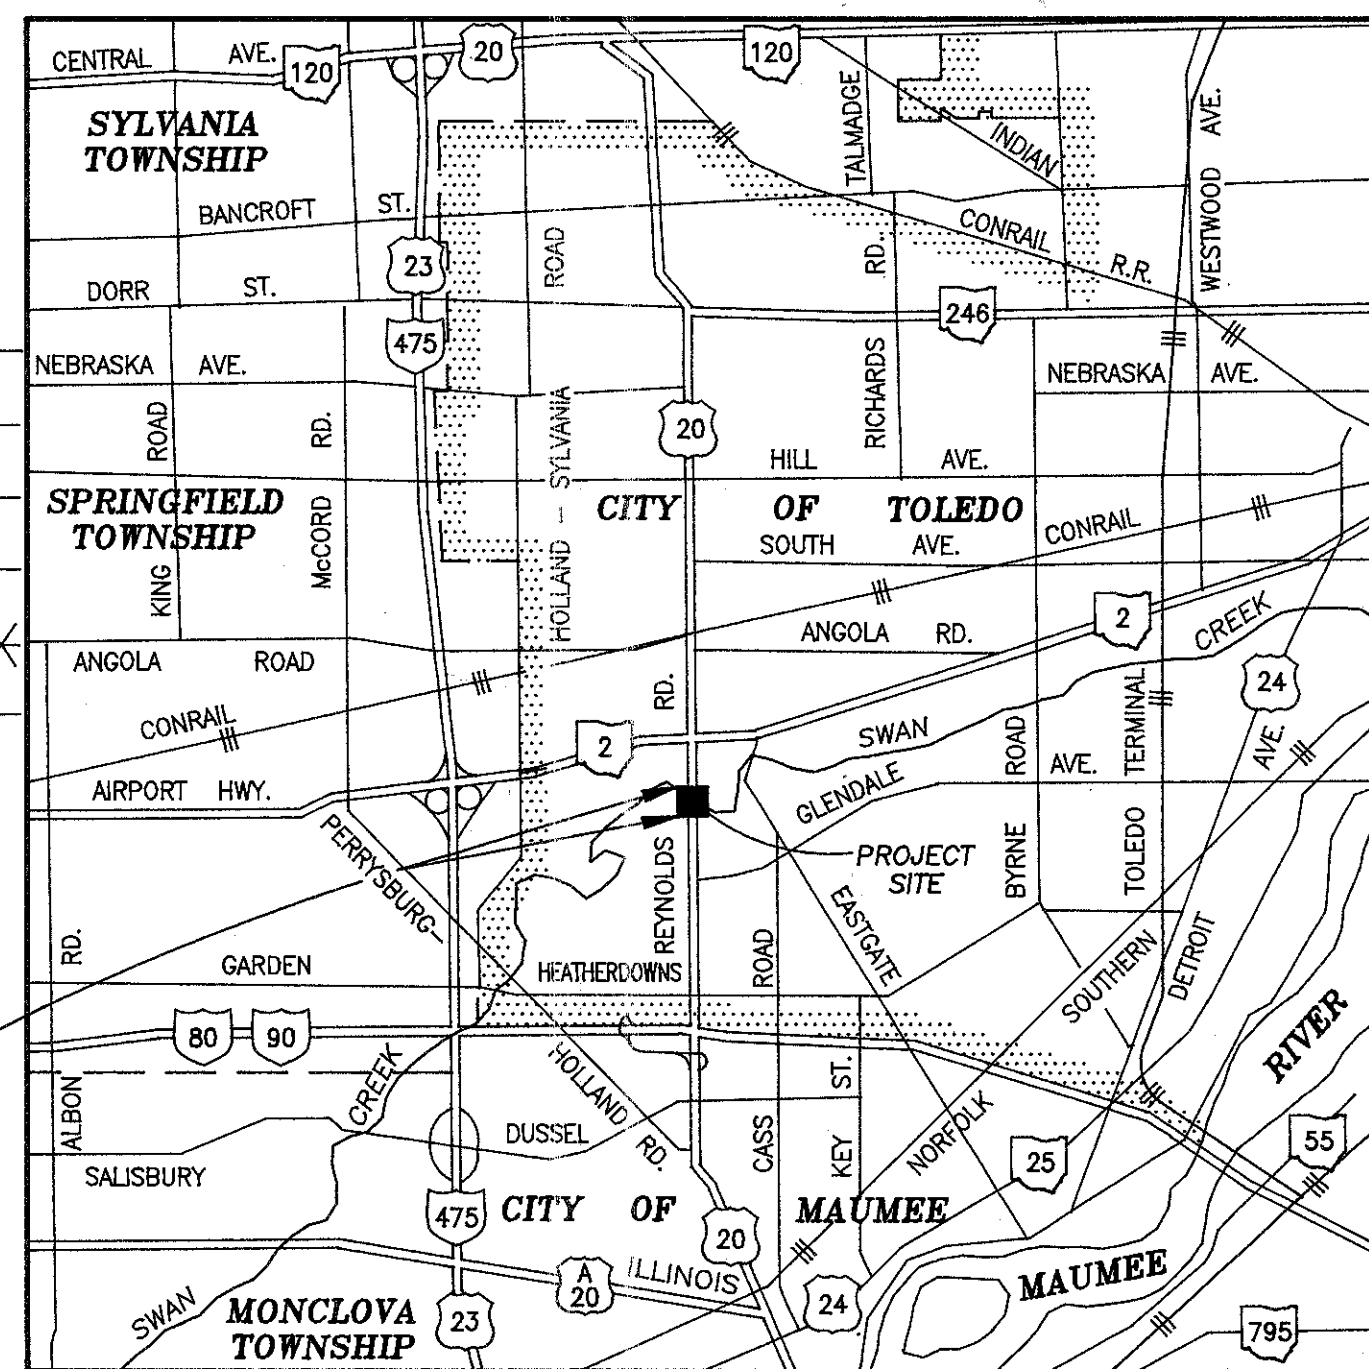 CENTRAL AVE.
120
20
120
SYLVANIA
TOWNSHIP
TALMADGE
INDIAN
WESTWOOD AVE.
BANCROFT ST.
CONRAIL R.R.
23
ROAD
RD.
DORR ST.
246
475
NEBRASKA AVE.
NEBRASKA AVE.
RICHARDS
20
ROAD
RD.
HOLLAND - SYLVANIA
HILL AVE.
SPRINGFIELD
TOWNSHIP
CITY OF TOLEDO
CONRAIL
SOUTH AVE.
KING
McCORD
2
CREEK
ANGOLA RD.
ANGOLA ROAD
24
RD.
CONRAIL
2
SWAN
ROAD
AVE.
TERMINAL
AVE.
AIRPORT HWY.
GLENDALE
PERRYSBURG-
REYNOLDS
PROJECT
SITE
BYRNE
TOLEDO
EASTGATE
RD.
GARDEN
HEATHERDOWNS
ROAD
SOUTHERN
DETROIT
80
90
RIVER
CREEK
HOLLAND RD.
ST.
ALBON
DUSSEL
CASS
KEY
NORFOLK
25
55
SALISBURY
475
CITY OF MAUMEE
20
A
20
ILLINOIS
MAUMEE
SWAN
MONCLOVA
TOWNSHIP
23
24
795